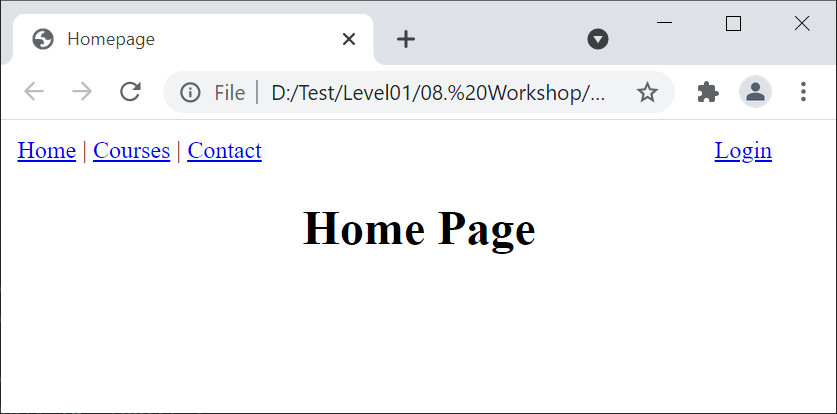 Homepage
File | D:/Test/Level01/08.%20Workshop/...
Home | Courses | Contact Login
Home Page